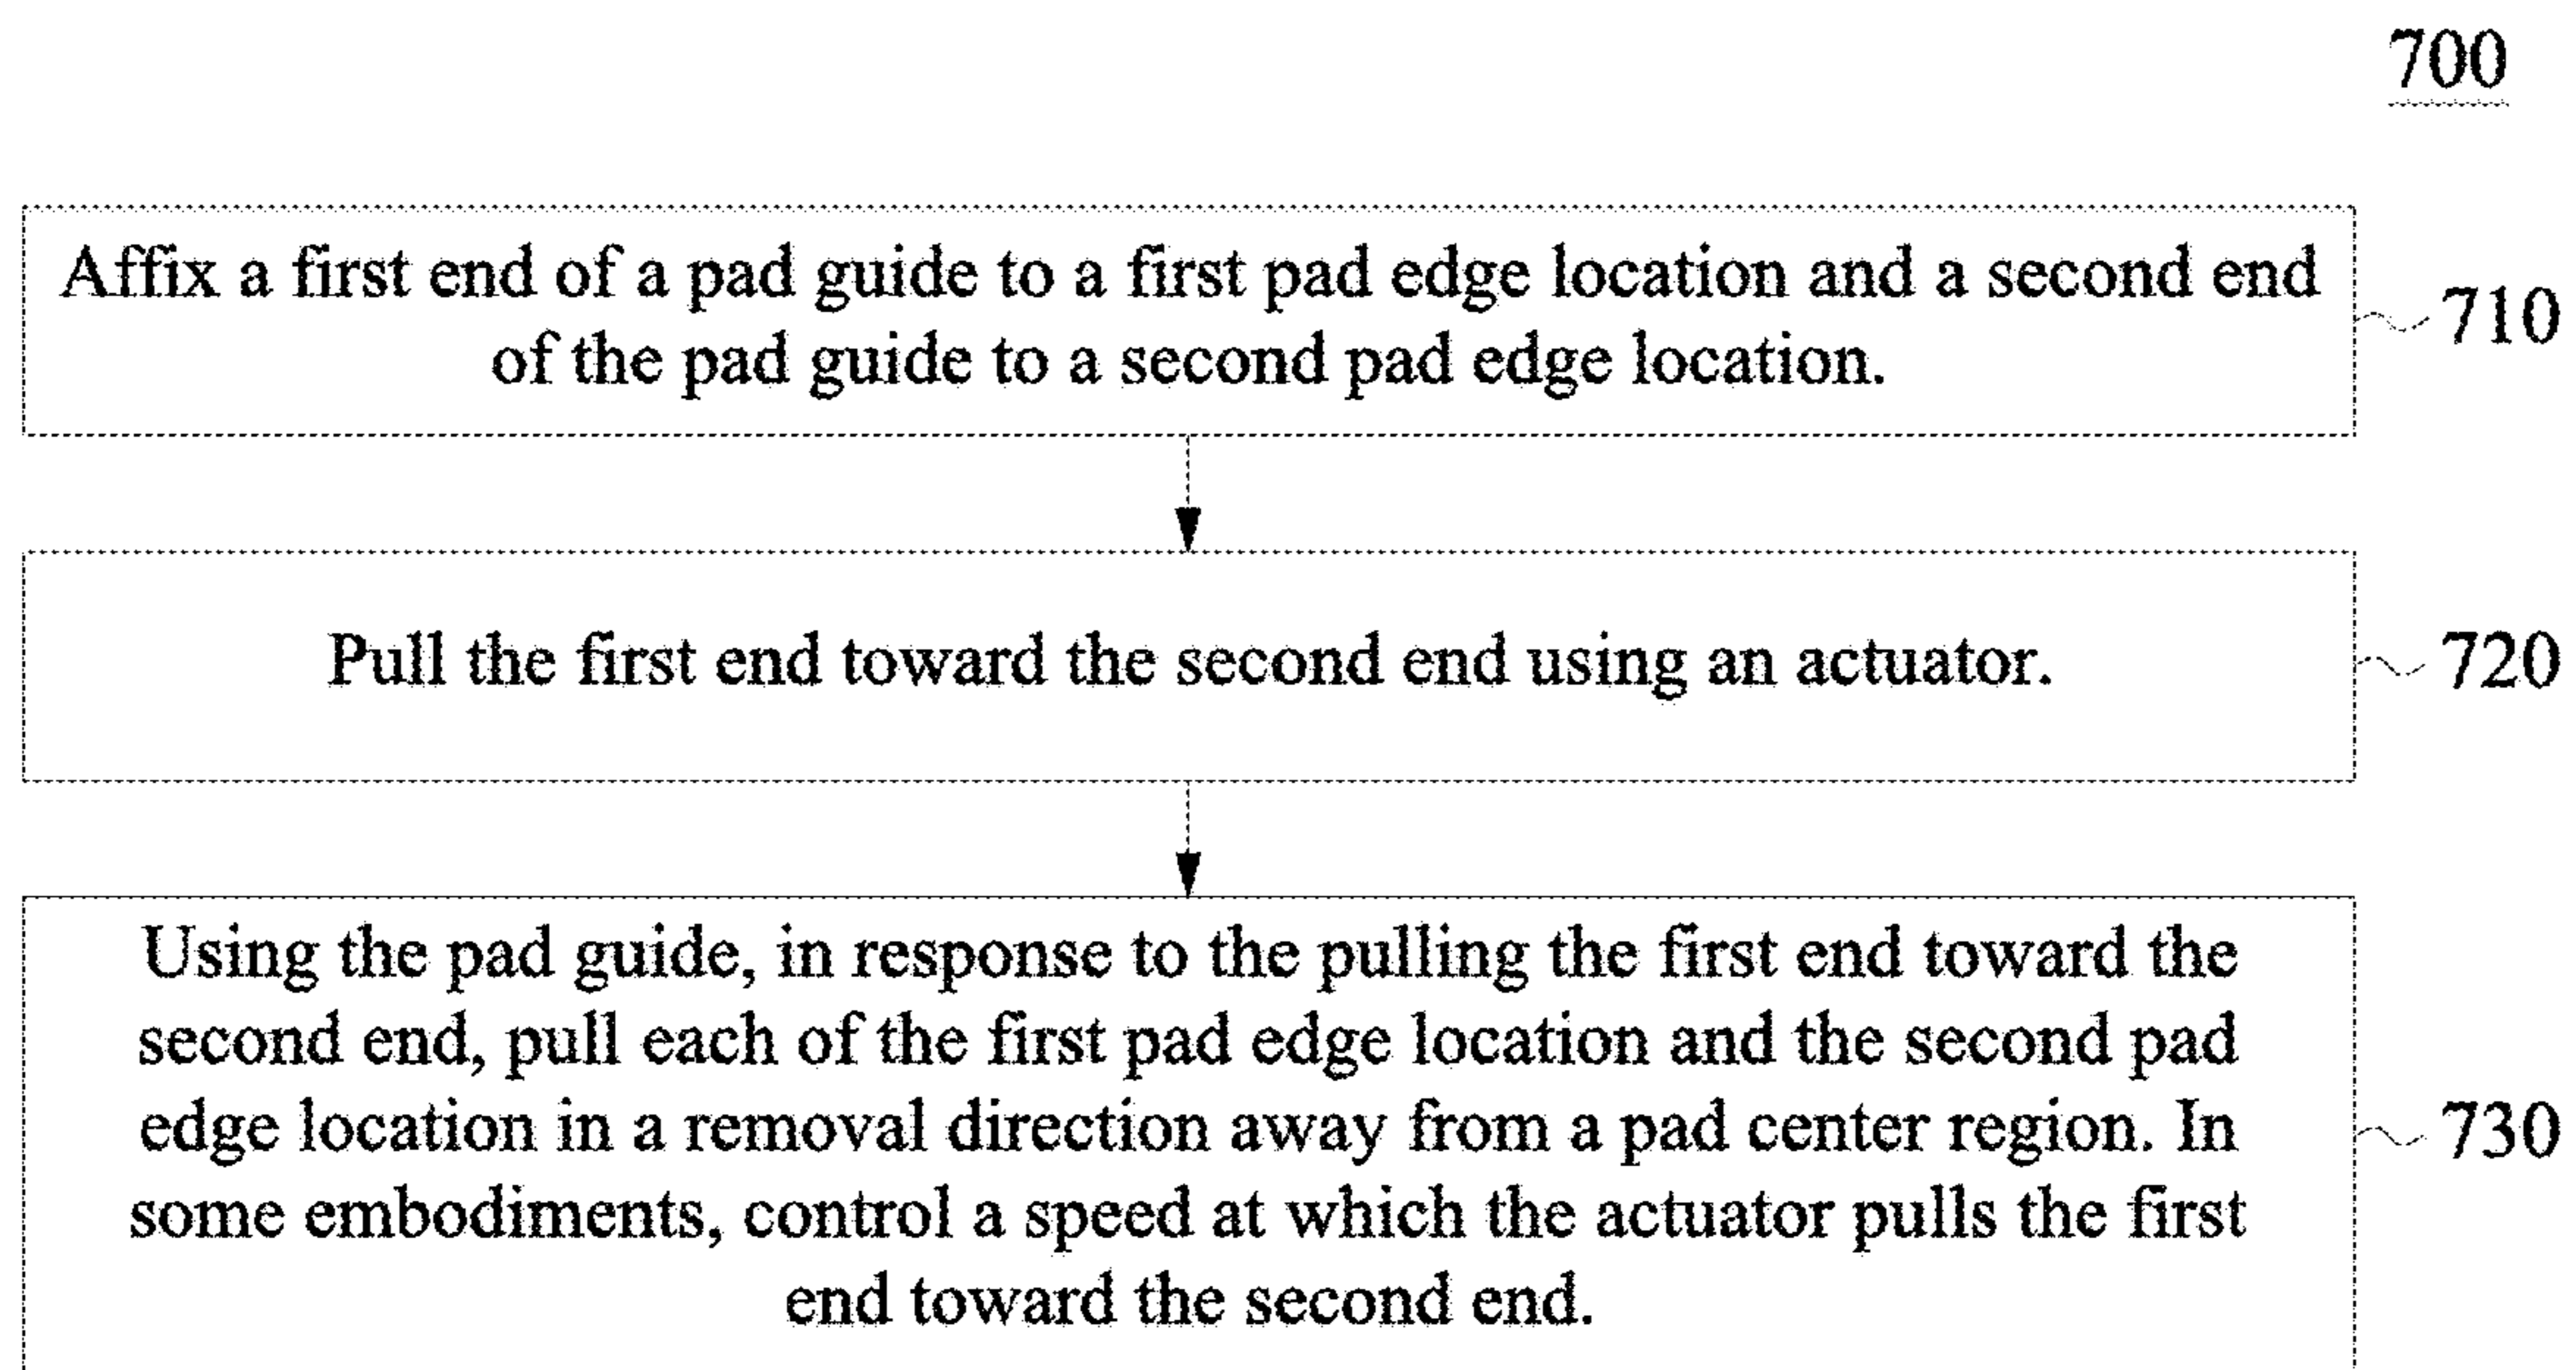 700
Affix a first end of a pad guide to a first pad edge location and a second end
of the pad guide to a second pad edge location.
710
Pull the first end toward the second end using an actuator.
720
Using the pad guide, in response to the pulling the first end toward the
second end, pull each of the first pad edge location and the second pad
edge location in a removal direction away from a pad center region. In
some embodiments, control a speed at which the actuator pulls the first
end toward the second end.
730